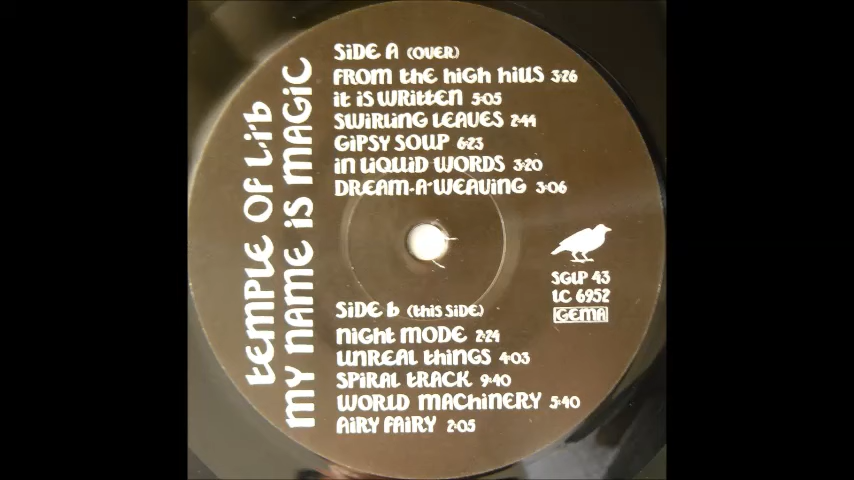 TEMPLE OF L.i'b
MY NAME iS MAGiC
SiDE A (OVER)
FROM thE hiGH hiLLS 3:26
it iS WRittEN 5:05
SWiRLiNG LEAVES 2:44
GiPSY SOUP 6:23
iN LiQUiD WORDS 3:20
DREAM-A-WEAViNG 3:06
SGLP 43
LC 6952
GEMA
SiDE b (thiS SiDE)
NiGht MODE 2:24
UNREAL thiNGS 4:03
SPiRAL tRACK 9:40
WORLD MAChiNERY 5:40
AiRY FAiRY 2:05